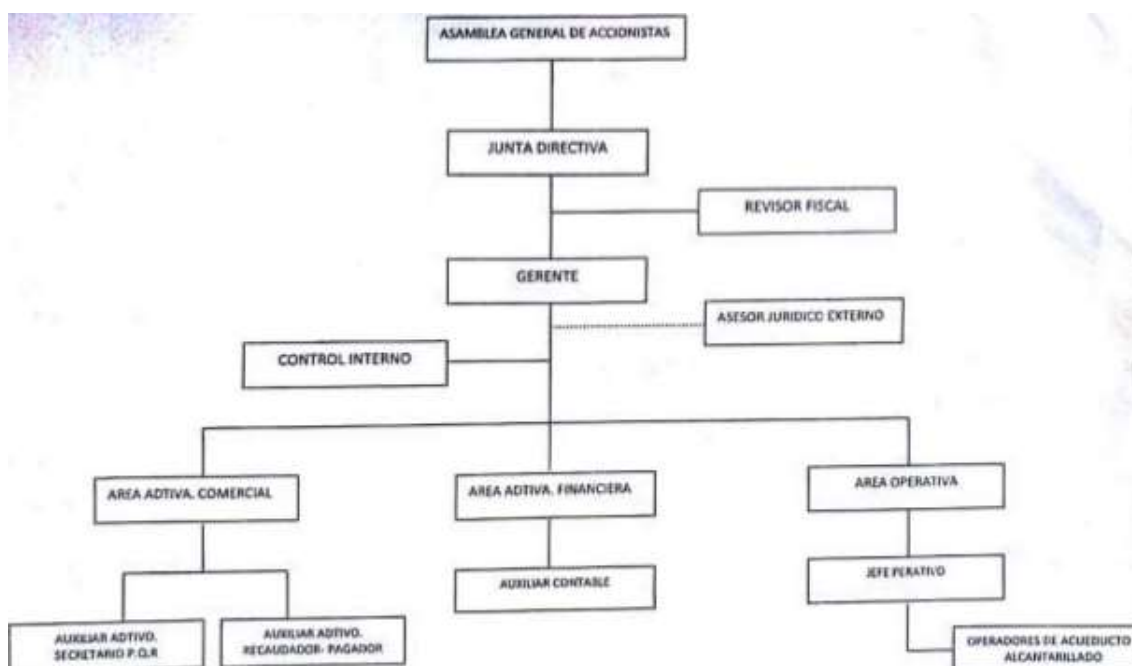 ASAMBLEA GENERAL DE ACCIONISTAS
JUNTA DIRECTIVA
REVISOR FISCAL
GERENTE
ASESOR JURIDICO EXTERNO
CONTROL INTERNO
AREA ADTIVA. COMERCIAL
AREA ADTIVA. FINANCIERA
AREA OPERATIVA
AUXILIAR CONTABLE
JEFE PERATIVO
AUXILIAR ADTIVO.
SECRETARIO P.Q.R
AUXILIAR ADTIVO.
RECAUDADOR- PAGADOR
OPERADORES DE ACUEDUCTO
ALCANTARILLADO